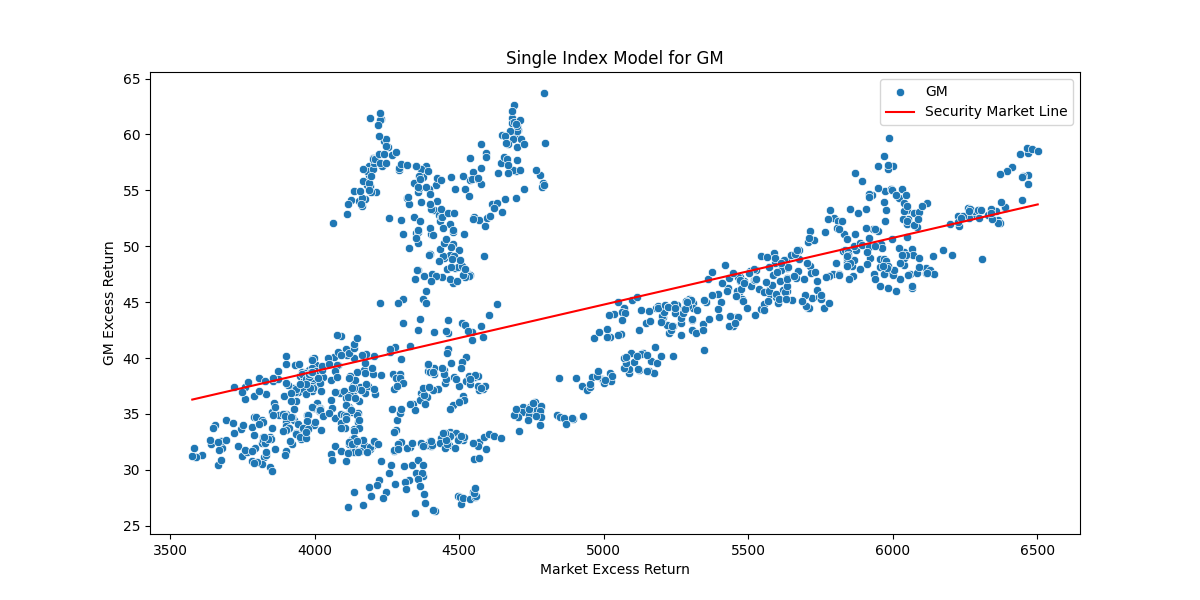 Single Index Model for GM
GM Excess Return
65
60
55
50
45
40
35
30
25
GM
Security Market Line
3500 4000 4500 5000 5500 6000 6500
Market Excess Return